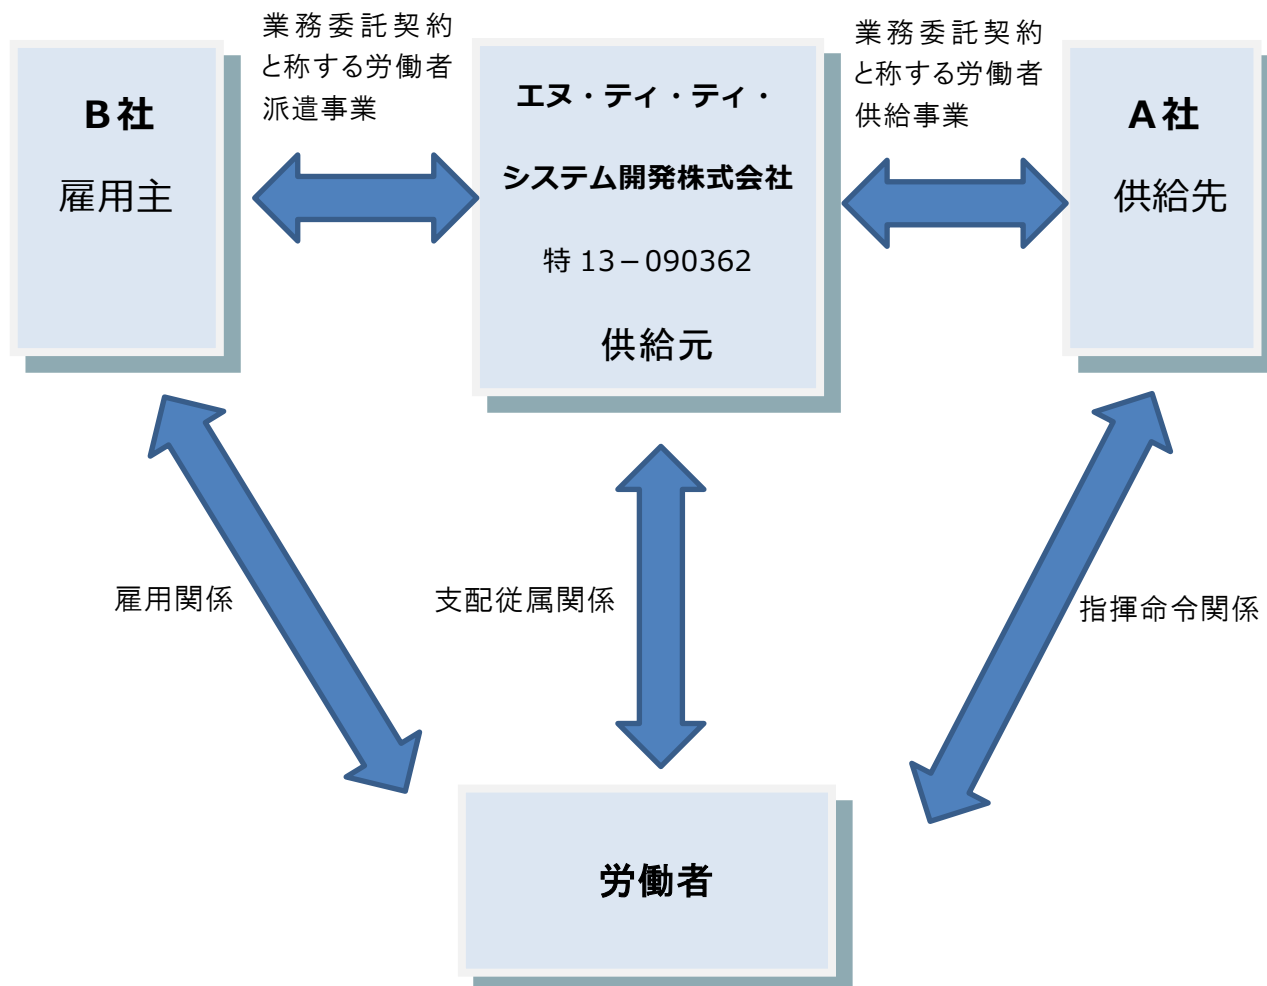 業務委託契約
と称する労働者
派遣事業
業務委託契約
と称する労働者
供給事業
B社
雇用主
エヌ・ティ・ティ・
システム開発株式会社
特 13－090362
供給元
A社
供給先
雇用関係
支配従属関係
指揮命令関係
労働者